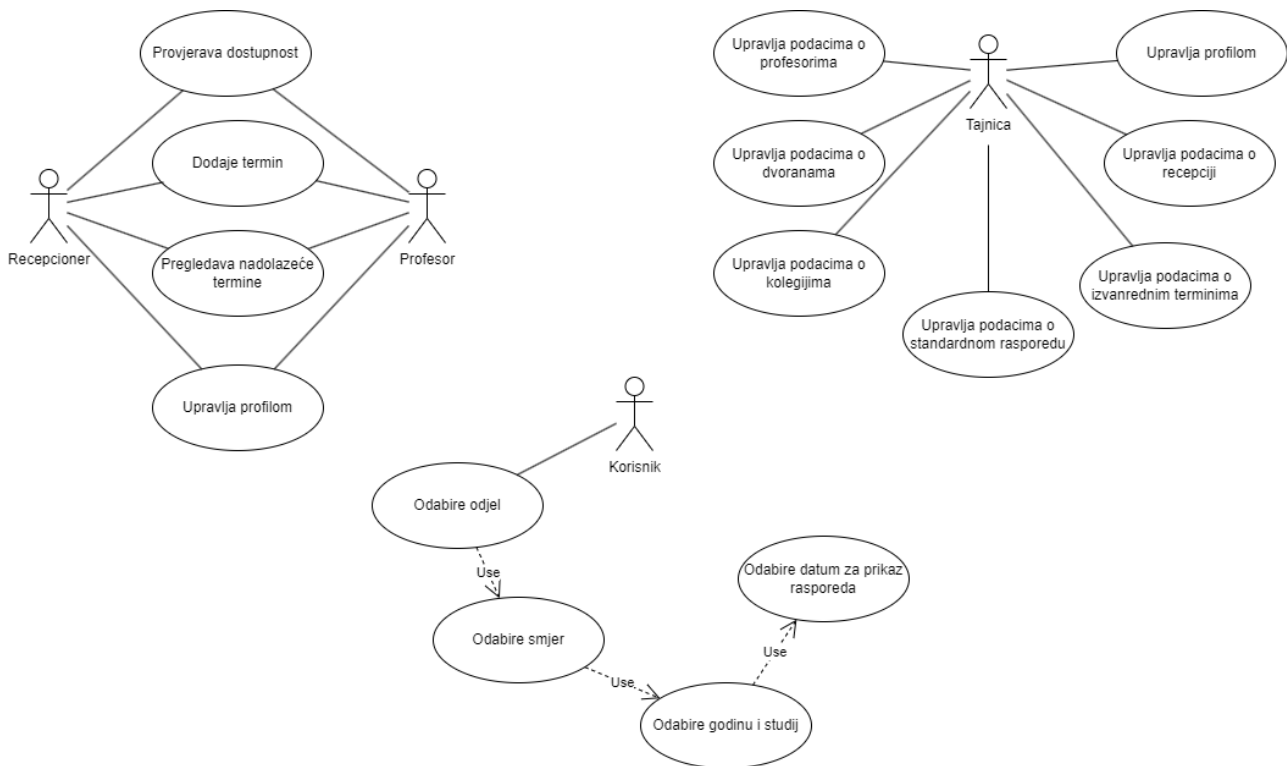 Provjerava dostupnost
Dodaje termin
Pregledava nadolazeće
termine
Upravlja profilom
Recepcioner
Profesor
Upravlja podacima o
profesorima
Upravlja profilom
Tajnica
Upravlja podacima o
dvoranama
Upravlja podacima o
recepciji
Upravlja podacima o
kolegijima
Upravlja podacima o
izvanrednim terminima
Upravlja podacima o
standardnom rasporedu
Korisnik
Odabire odjel
Use
Odabire smjer
Use
Odabire godinu i studij
Use
Odabire datum za prikaz
rasporeda